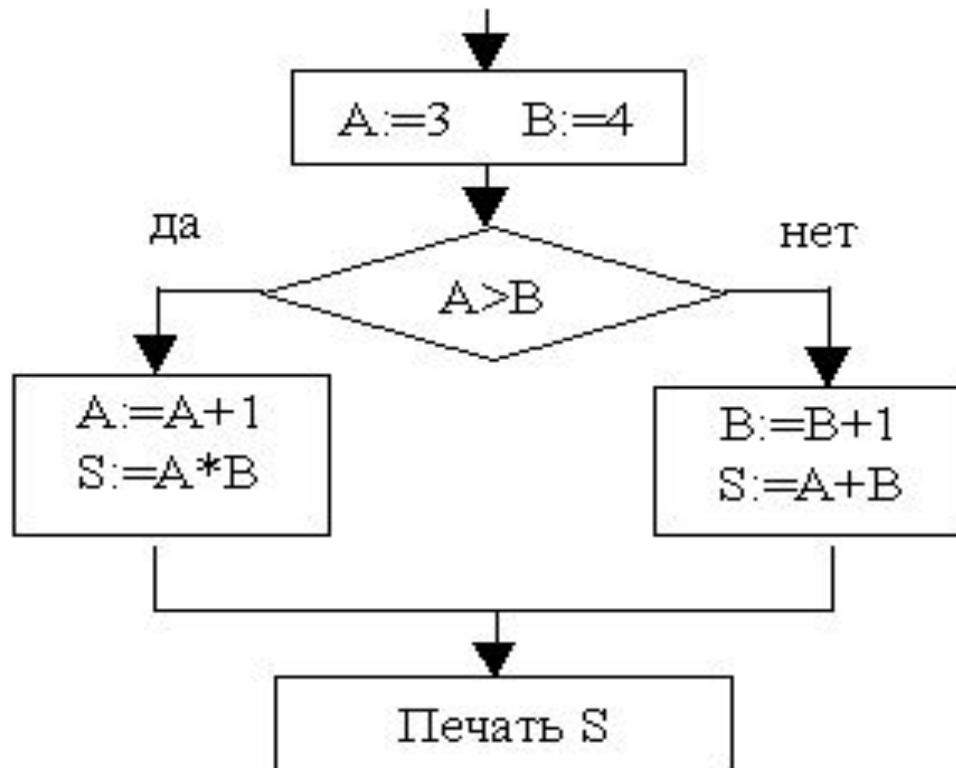 A:=3 B:=4
да
нет
A>B
A:=A+1
S:=A*B
B:=B+1
S:=A+B
Печать S